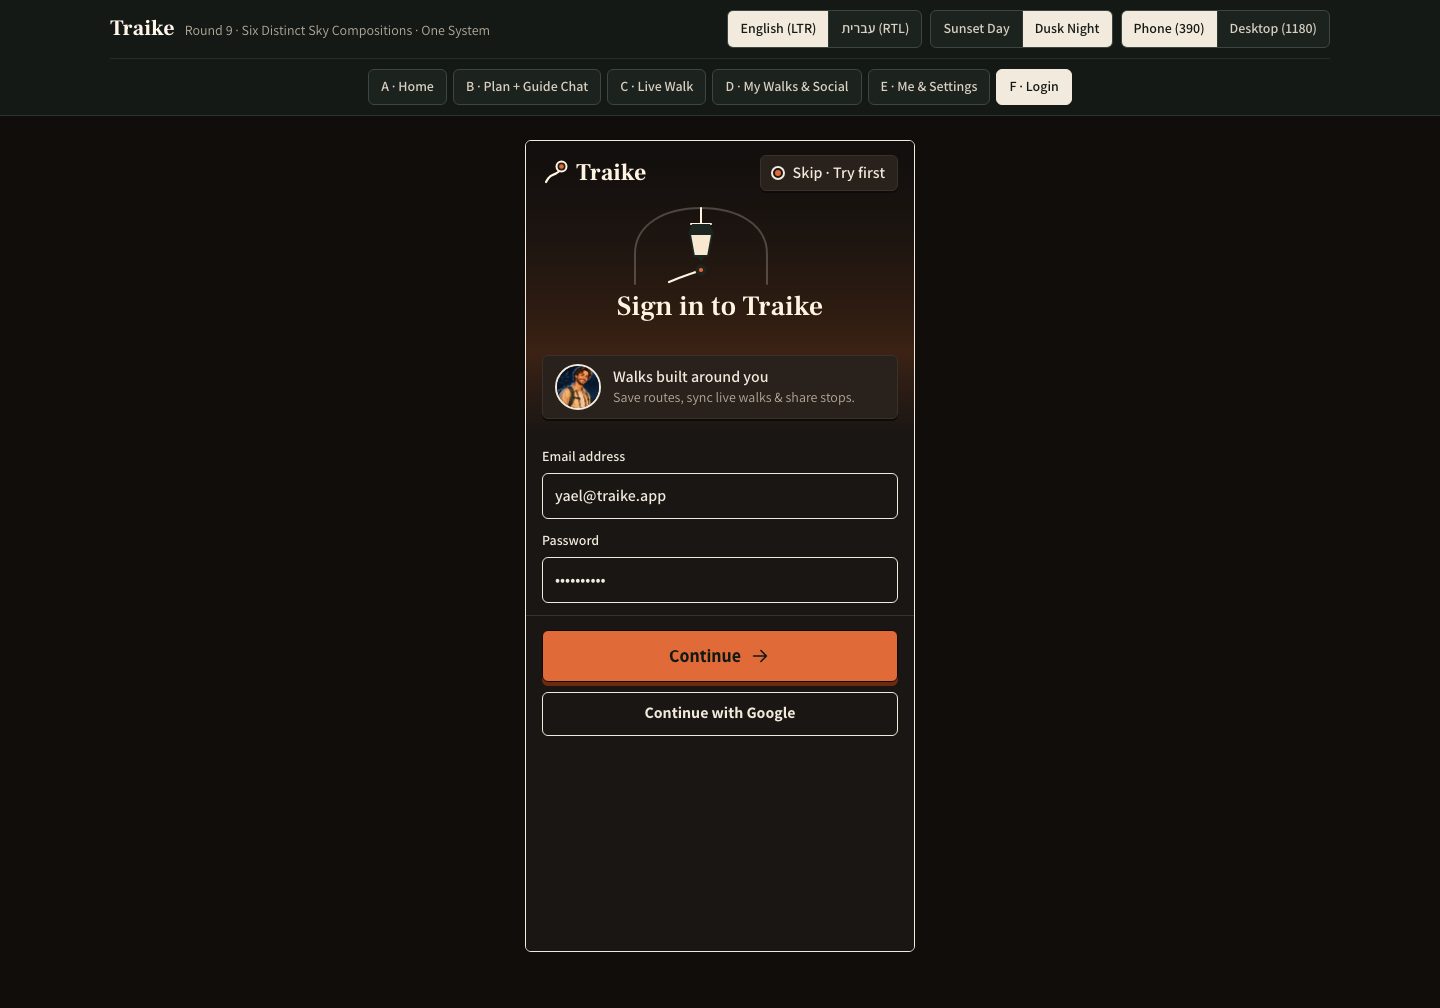 Traike Round 9 · Six Distinct Sky Compositions · One System
English (LTR) עברית (RTL) Sunset Day Dusk Night Phone (390) Desktop (1180)
A · Home B · Plan + Guide Chat C · Live Walk D · My Walks & Social E · Me & Settings F · Login
Traike Skip · Try first
Sign in to Traike
Walks built around you
Save routes, sync live walks & share stops.
Email address
yael@traike.app
Password
••••••••••
Continue →
Continue with Google